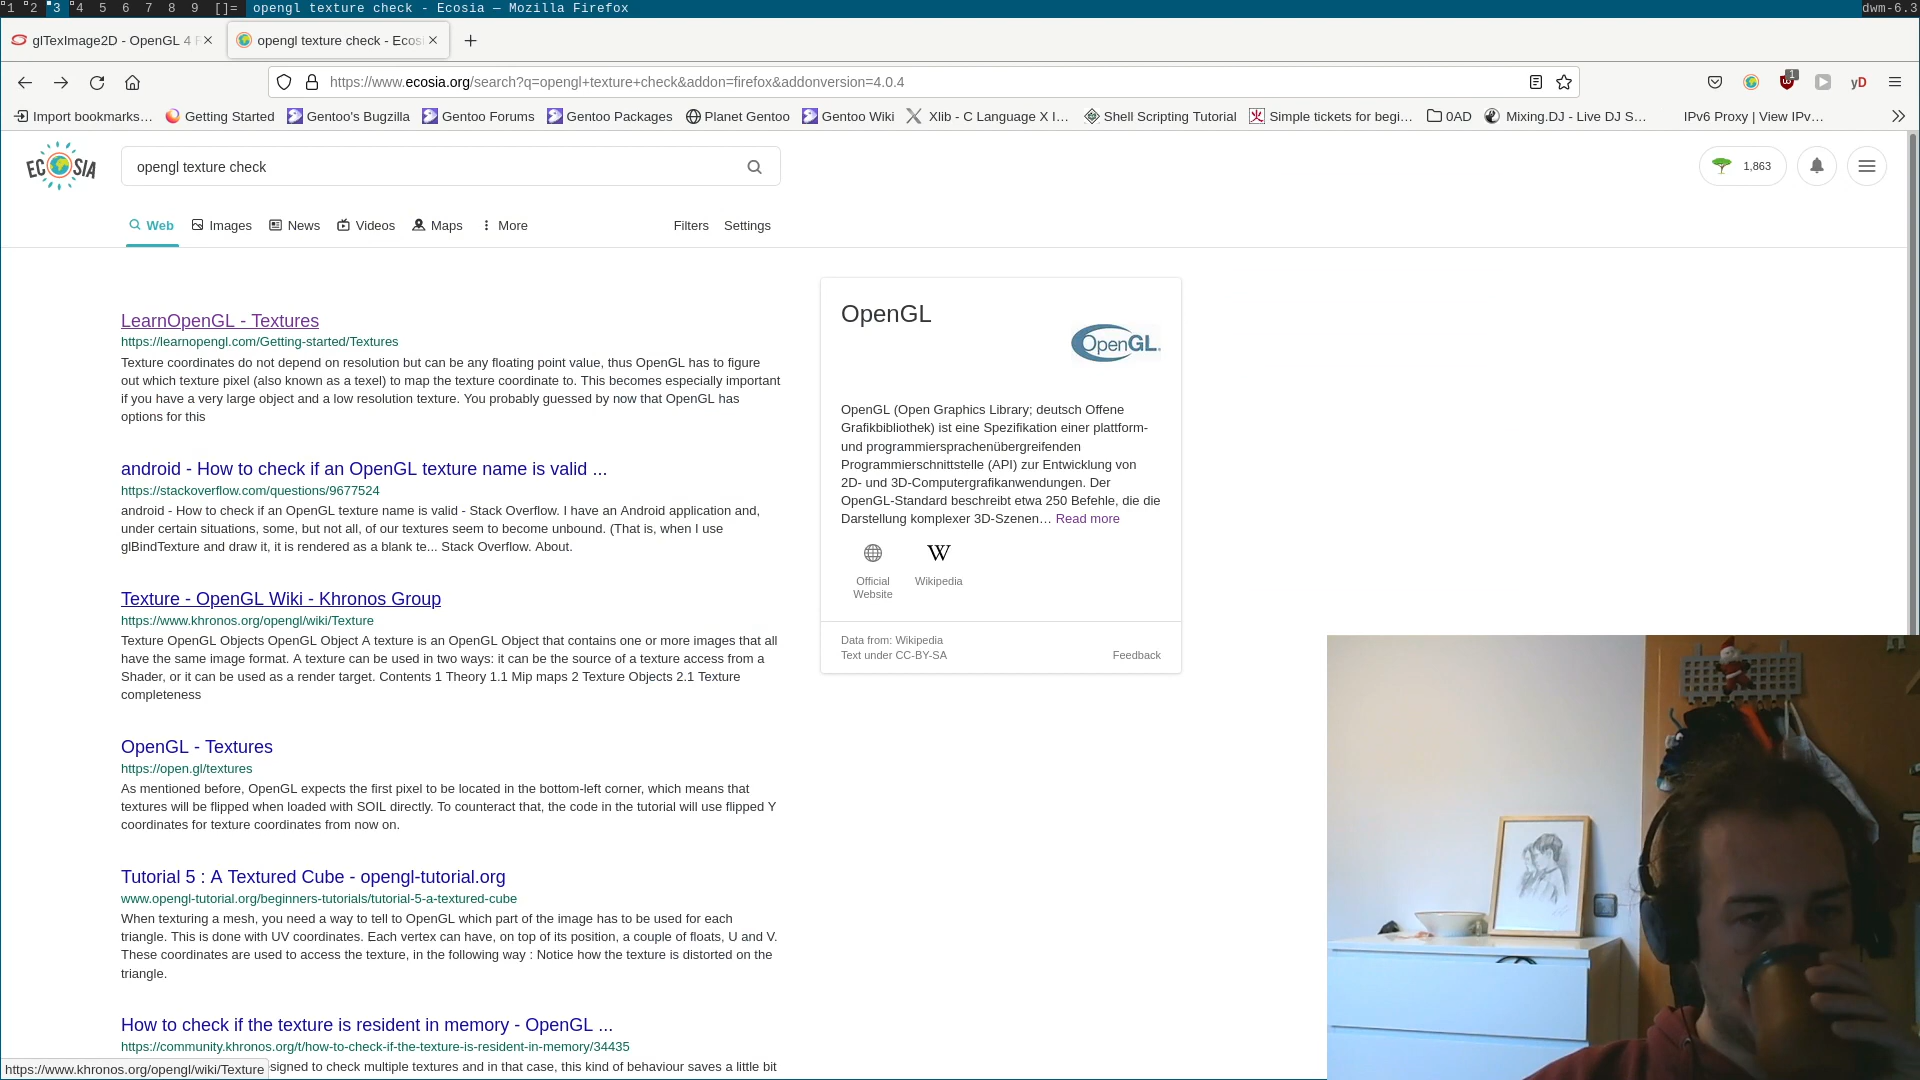 1 2 3 4 5 6 7 8 9 []= opengl texture check - Ecosia — Mozilla Firefox dwm-6.3
glTexImage2D - OpenGL 4 opengl texture check - Ecos
https://www.ecosia.org/search?q=opengl+texture+check&addon=firefox&addonversion=4.0.4 1 yD
Import bookmarks… Getting Started Gentoo's Bugzilla Gentoo Forums Gentoo Packages Planet Gentoo Gentoo Wiki Xlib - C Language X I… Shell Scripting Tutorial Simple tickets for begi… 0AD Mixing.DJ - Live DJ S… IPv6 Proxy | View IPv…
ECOSIA opengl texture check 1,863
Web Images News Videos Maps More Filters Settings
LearnOpenGL - Textures
https://learnopengl.com/Getting-started/Textures
Texture coordinates do not depend on resolution but can be any floating point value, thus OpenGL has to figure
out which texture pixel (also known as a texel) to map the texture coordinate to. This becomes especially important
if you have a very large object and a low resolution texture. You probably guessed by now that OpenGL has
options for this
android - How to check if an OpenGL texture name is valid ...
https://stackoverflow.com/questions/9677524
android - How to check if an OpenGL texture name is valid - Stack Overflow. I have an Android application and,
under certain situations, some, but not all, of our textures seem to become unbound. (That is, when I use
glBindTexture and draw it, it is rendered as a blank te... Stack Overflow. About.
Texture - OpenGL Wiki - Khronos Group
https://www.khronos.org/opengl/wiki/Texture
Texture OpenGL Objects OpenGL Object A texture is an OpenGL Object that contains one or more images that all
have the same image format. A texture can be used in two ways: it can be the source of a texture access from a
Shader, or it can be used as a render target. Contents 1 Theory 1.1 Mip maps 2 Texture Objects 2.1 Texture
completeness
OpenGL - Textures
https://open.gl/textures
As mentioned before, OpenGL expects the first pixel to be located in the bottom-left corner, which means that
textures will be flipped when loaded with SOIL directly. To counteract that, the code in the tutorial will use flipped Y
coordinates for texture coordinates from now on.
Tutorial 5 : A Textured Cube - opengl-tutorial.org
www.opengl-tutorial.org/beginners-tutorials/tutorial-5-a-textured-cube
When texturing a mesh, you need a way to tell to OpenGL which part of the image has to be used for each
triangle. This is done with UV coordinates. Each vertex can have, on top of its position, a couple of floats, U and V.
These coordinates are used to access the texture, in the following way : Notice how the texture is distorted on the
triangle.
How to check if the texture is resident in memory - OpenGL ...
https://community.khronos.org/t/how-to-check-if-the-texture-is-resident-in-memory/34435
signed to check multiple textures and in that case, this kind of behaviour saves a little bit
https://www.khronos.org/opengl/wiki/Texture
OpenGL
OpenGL.
OpenGL (Open Graphics Library; deutsch Offene
Grafikbibliothek) ist eine Spezifikation einer plattform-
und programmiersprachenübergreifenden
Programmierschnittstelle (API) zur Entwicklung von
2D- und 3D-Computergrafikanwendungen. Der
OpenGL-Standard beschreibt etwa 250 Befehle, die die
Darstellung komplexer 3D-Szenen… Read more
W
Official Website
Wikipedia
Data from: Wikipedia
Text under CC-BY-SA Feedback